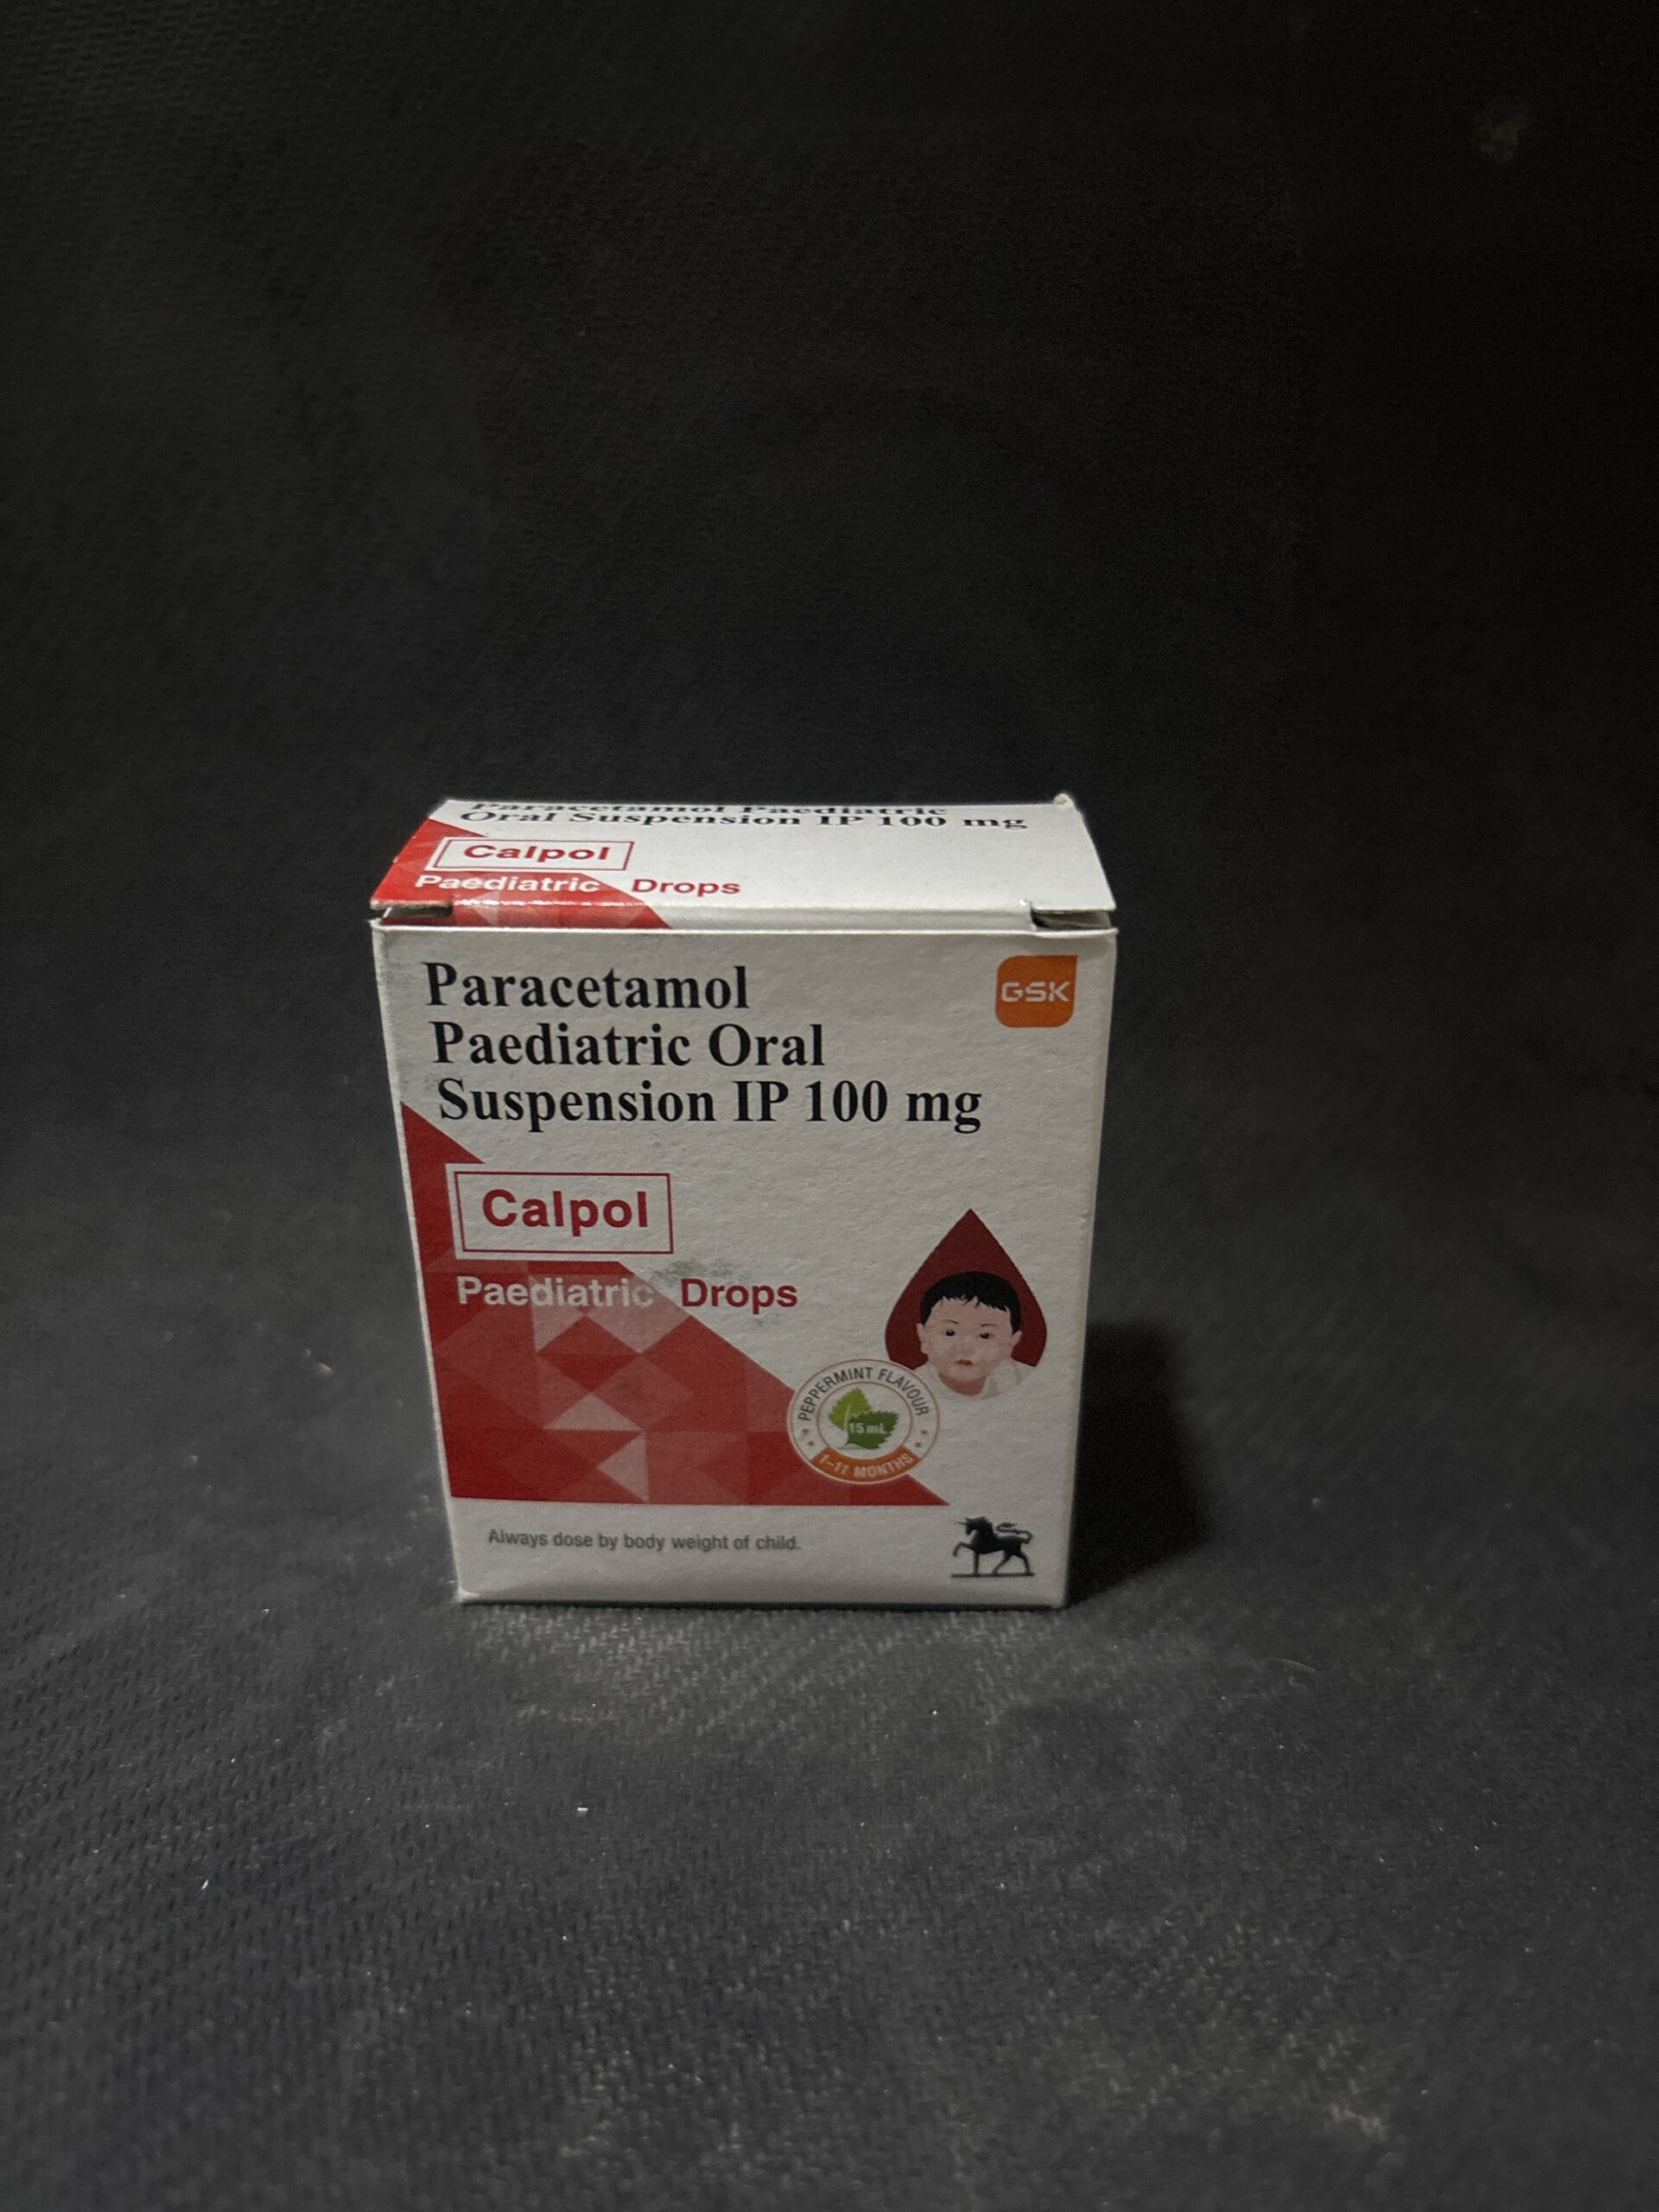 Paracetamol Paediatric
Oral Suspension IP 100 mg
Calpol
Paediatric Drops
Paracetamol
Paediatric Oral
Suspension IP 100 mg
GSK
Calpol
Paediatric Drops
PEPPERMINT FLAVOUR
15 mL
1–11 MONTHS
Always dose by body weight of child.